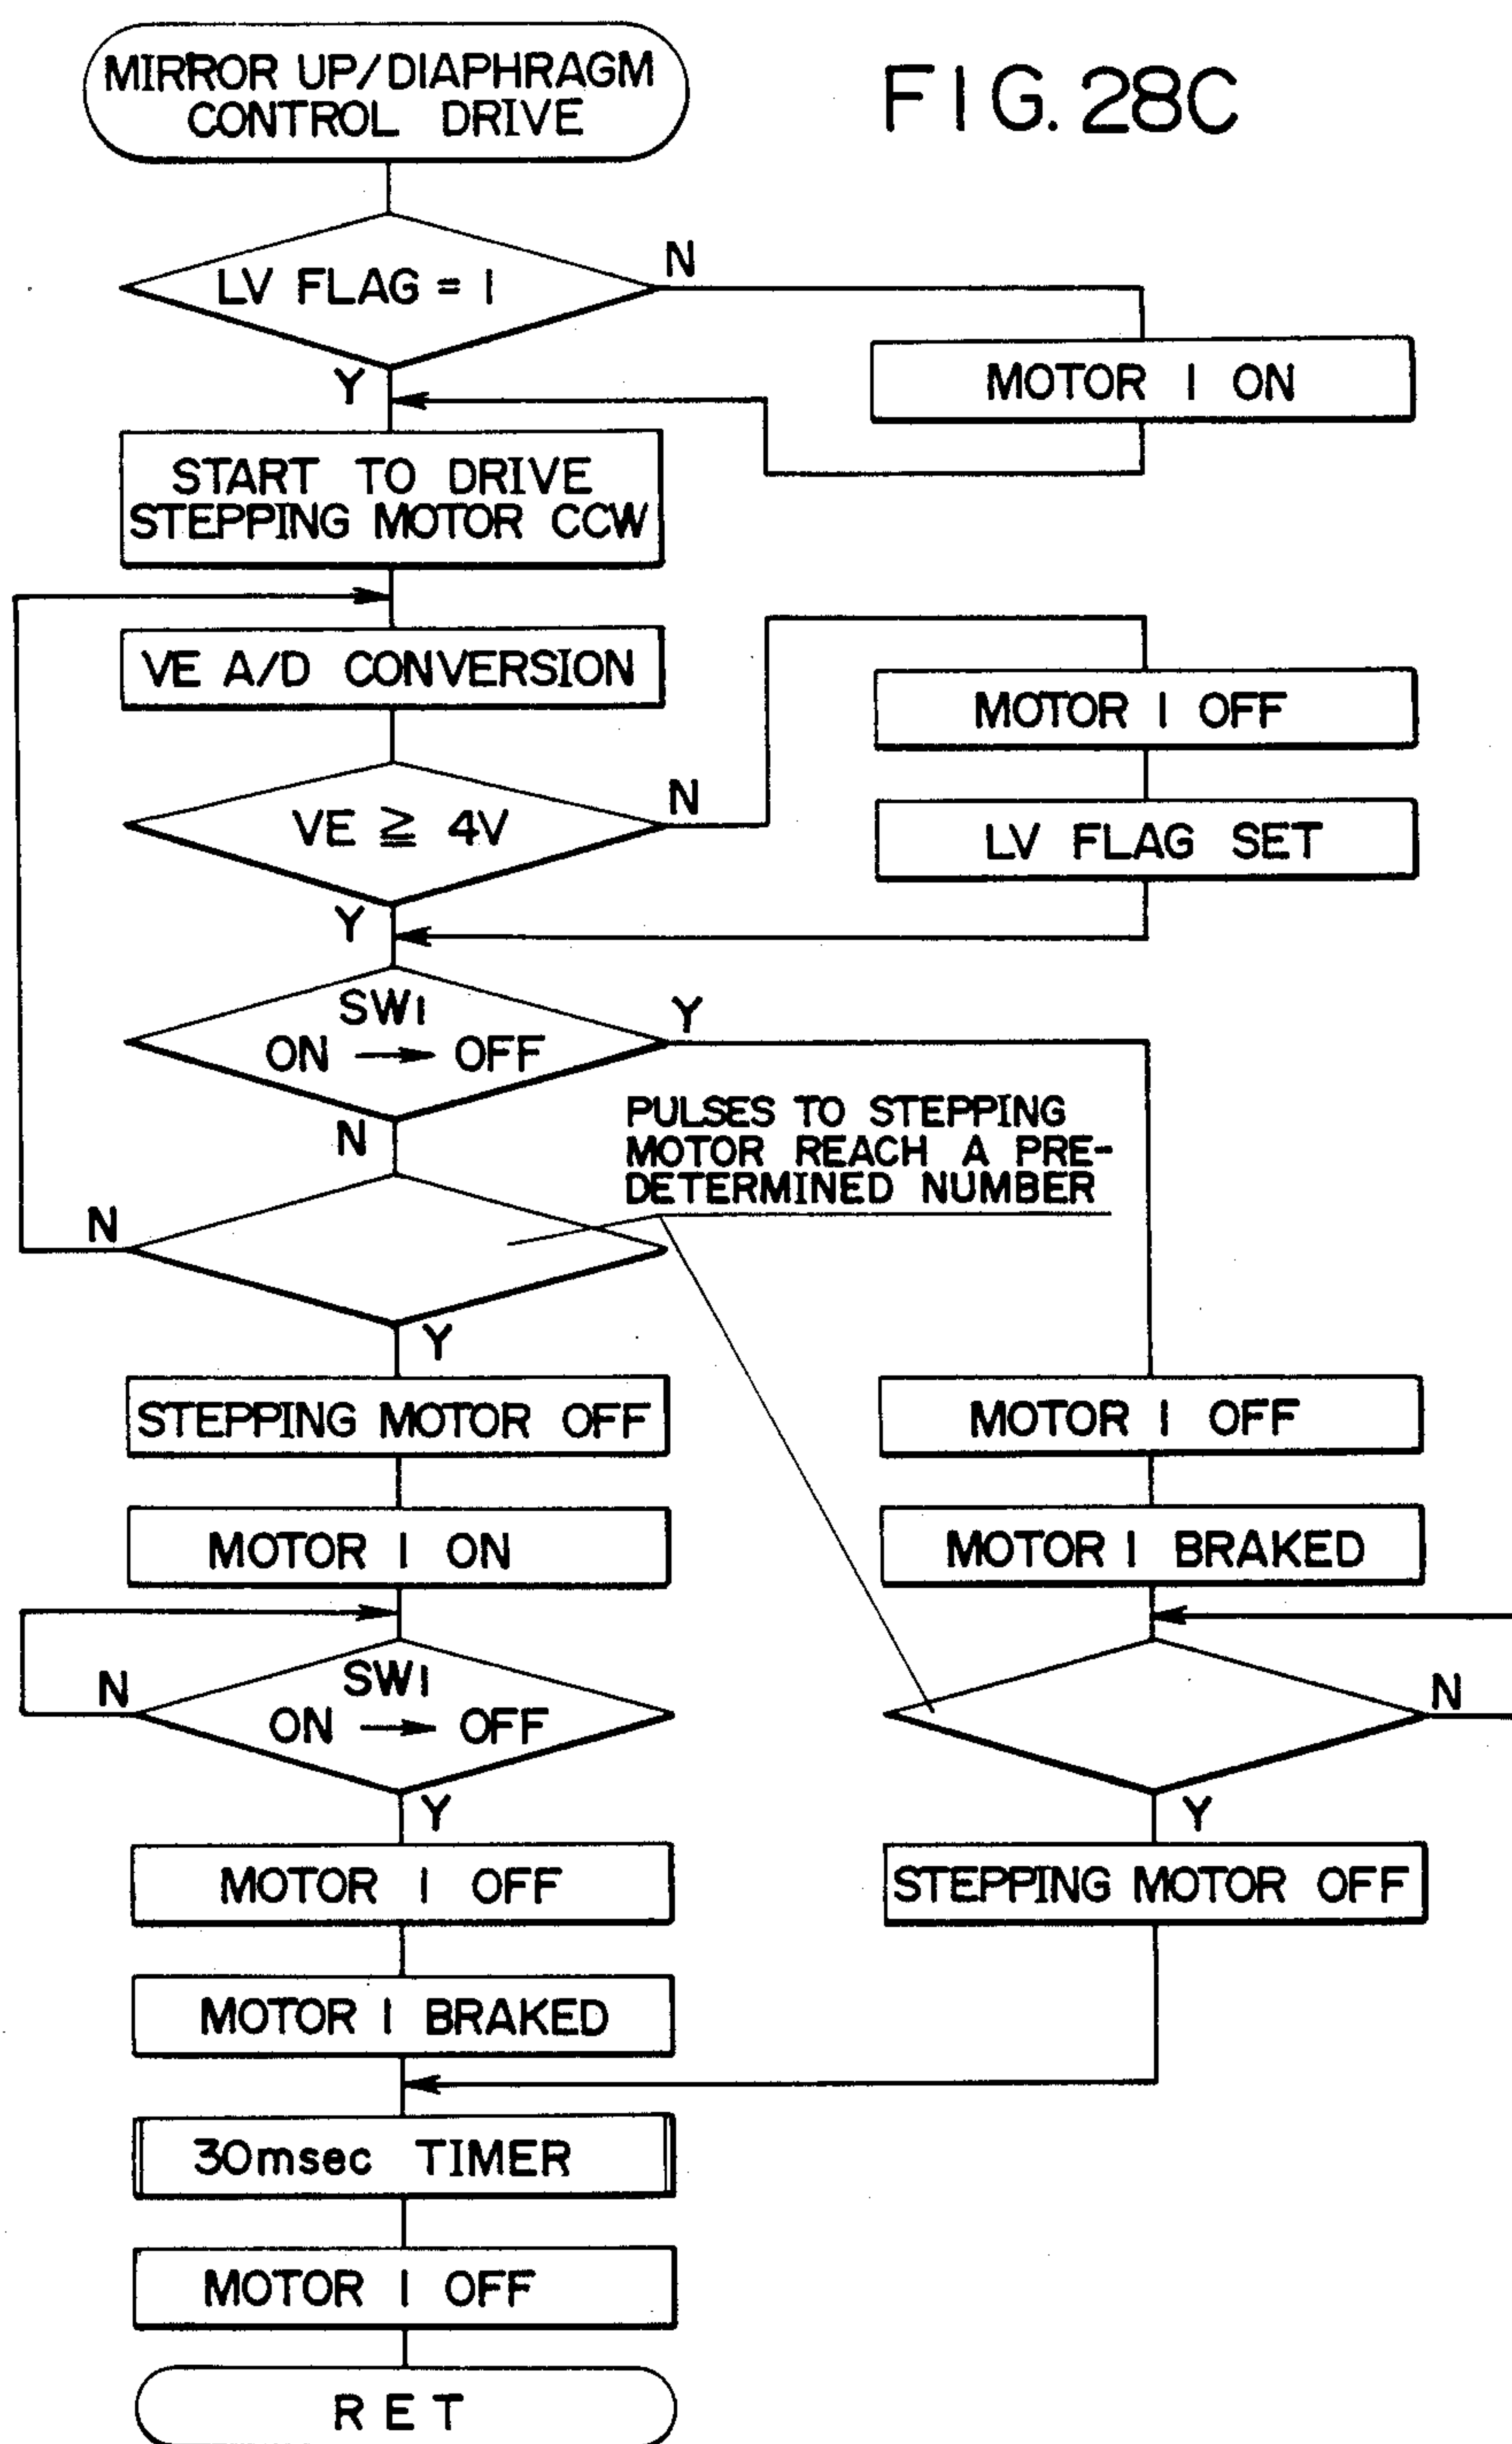 MIRROR UP/DIAPHRAGM
CONTROL DRIVE
FIG. 28C
LV FLAG = 1
N
Y
MOTOR 1 ON
START TO DRIVE
STEPPING MOTOR CCW
VE A/D CONVERSION
VE ≧ 4V
N
Y
MOTOR 1 OFF
LV FLAG SET
SW1
ON → OFF
Y
N
PULSES TO STEPPING
MOTOR REACH A PRE-
DETERMINED NUMBER
N
Y
STEPPING MOTOR OFF
MOTOR 1 ON
MOTOR 1 OFF
MOTOR 1 BRAKED
SW1
ON → OFF
N
Y
N
Y
MOTOR 1 OFF
STEPPING MOTOR OFF
MOTOR 1 BRAKED
30msec TIMER
MOTOR 1 OFF
RET